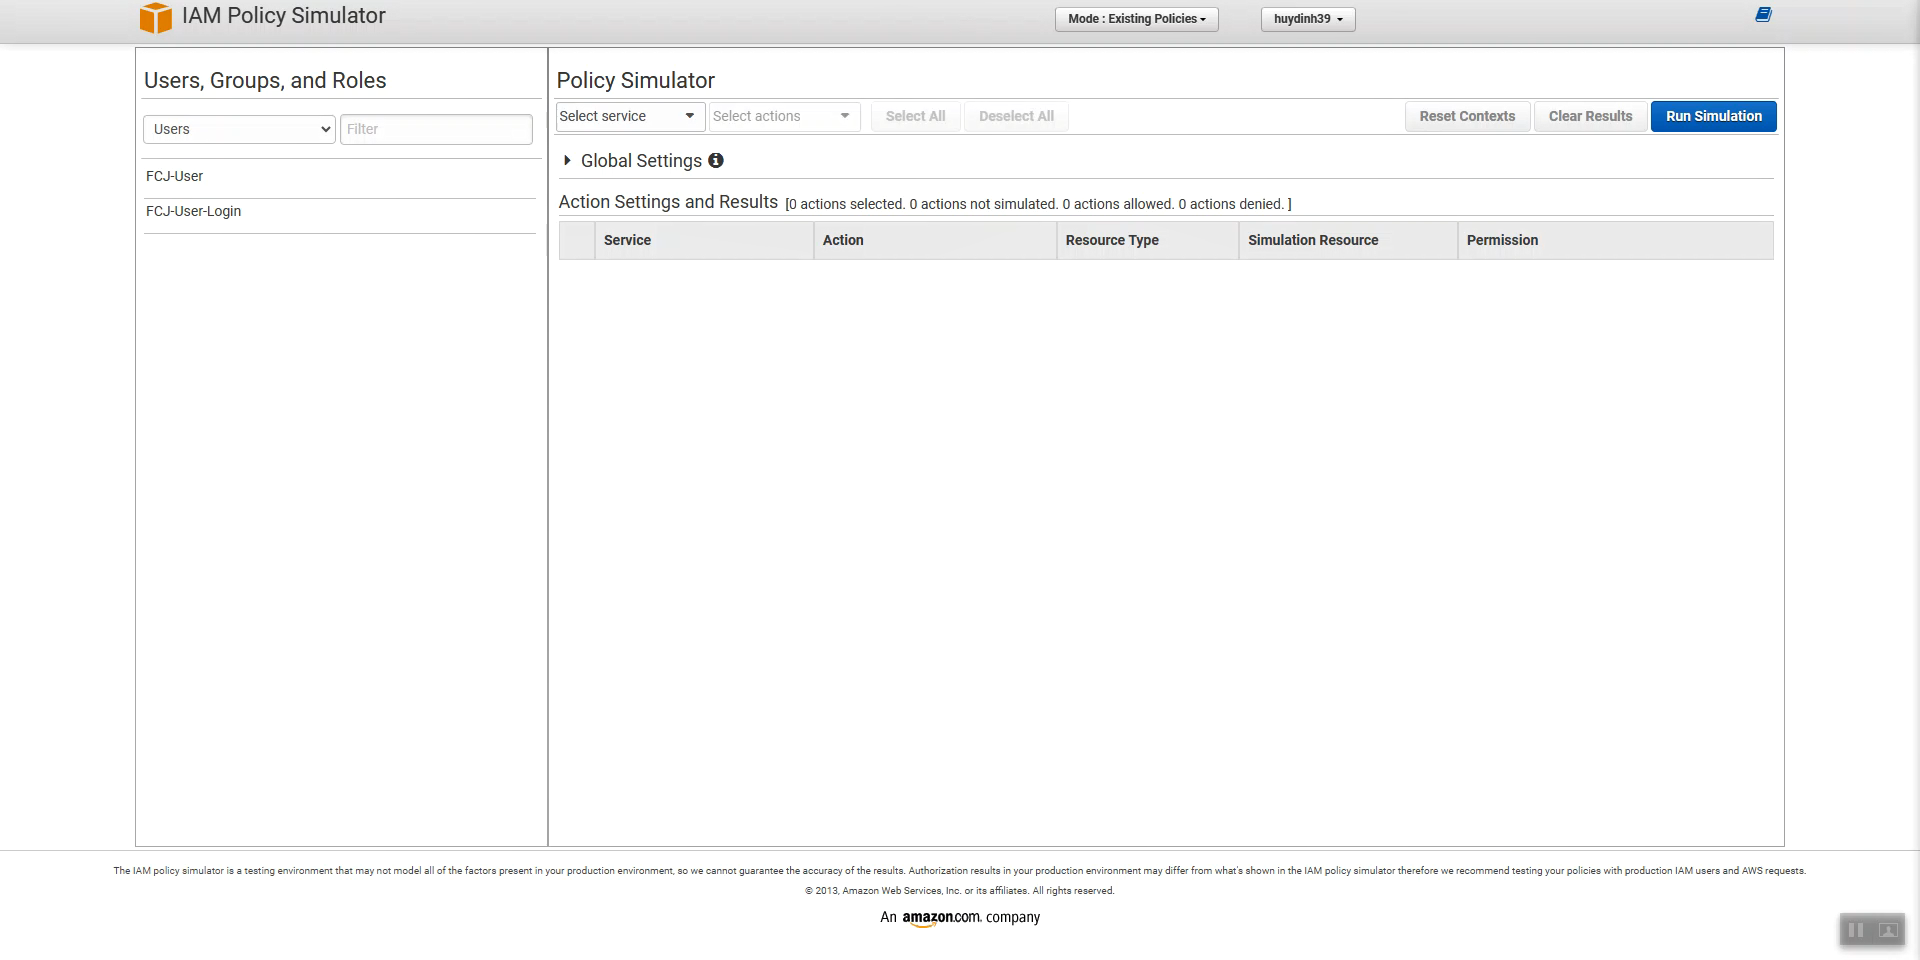 IAM Policy Simulator
Mode : Existing Policies
huydinh39
Users, Groups, and Roles
Users
Filter
FCJ-User
FCJ-User-Login
Policy Simulator
Select service
Select actions
Select All
Deselect All
Reset Contexts
Clear Results
Run Simulation
Global Settings
Action Settings and Results [0 actions selected. 0 actions not simulated. 0 actions allowed. 0 actions denied. ]
Service
Action
Resource Type
Simulation Resource
Permission
The IAM policy simulator is a testing environment that may not model all of the factors present in your production environment, so we cannot guarantee the accuracy of the results. Authorization results in your production environment may differ from what's shown in the IAM policy simulator therefore we recommend testing your policies with production IAM users and AWS requests.
© 2013, Amazon Web Services, Inc. or its affiliates. All rights reserved.
An amazon.com. company